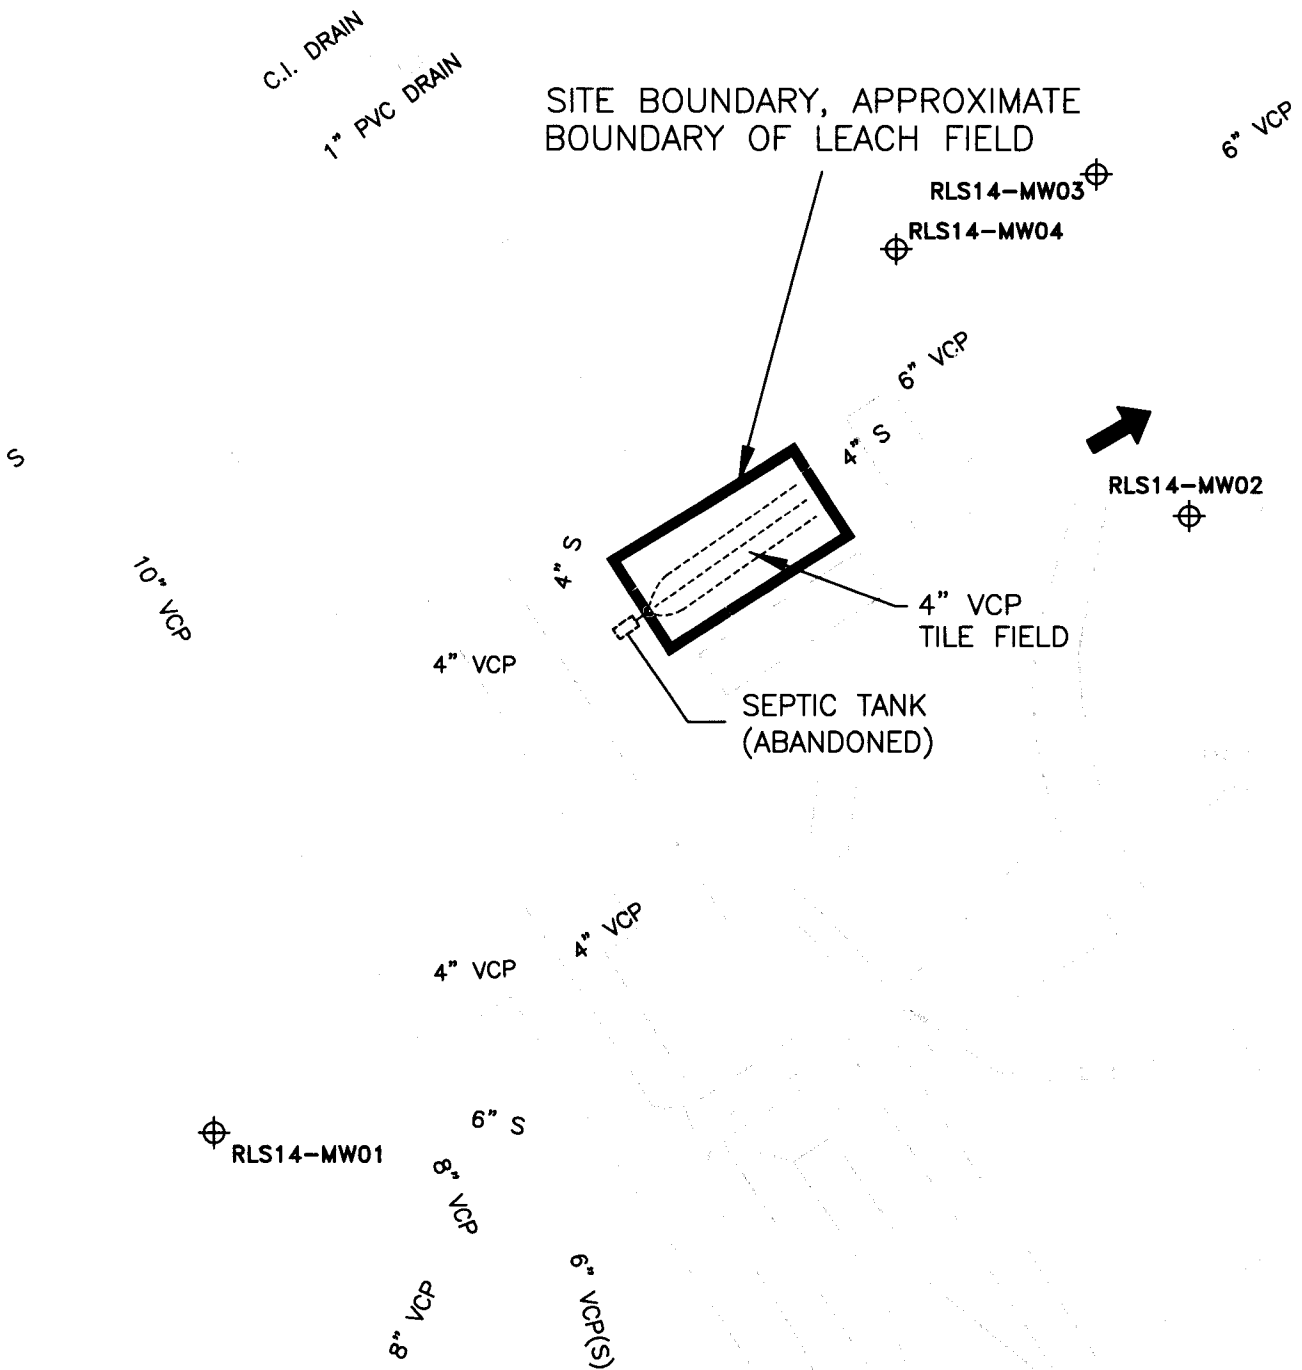 C.I. DRAIN
1" PVC DRAIN
SITE BOUNDARY, APPROXIMATE
BOUNDARY OF LEACH FIELD
6" VCP
RLS14-MW03
RLS14-MW04
6" VCP
4" S
S
RLS14-MW02
4" S
10" VCP
4" VCP
TILE FIELD
4" VCP
SEPTIC TANK
(ABANDONED)
4" VCP
4" VCP
6" S
RLS14-MW01
8" VCP
6" VCP(S)
8" VCP